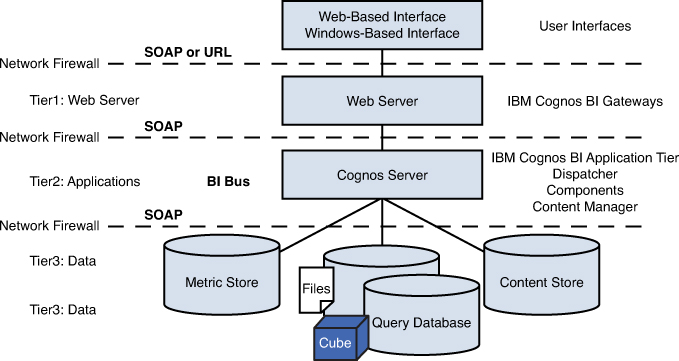 Web-Based Interface
Windows-Based Interface
User Interfaces
SOAP or URL
Network Firewall
Tier1: Web Server
Web Server
IBM Cognos BI Gateways
SOAP
Network Firewall
IBM Cognos BI Application Tier
Dispatcher
Components
Content Manager
Tier2: Applications
BI Bus
Cognos Server
SOAP
Network Firewall
Tier3: Data
Metric Store
Files
Content Store
Tier3: Data
Query Database
Cube